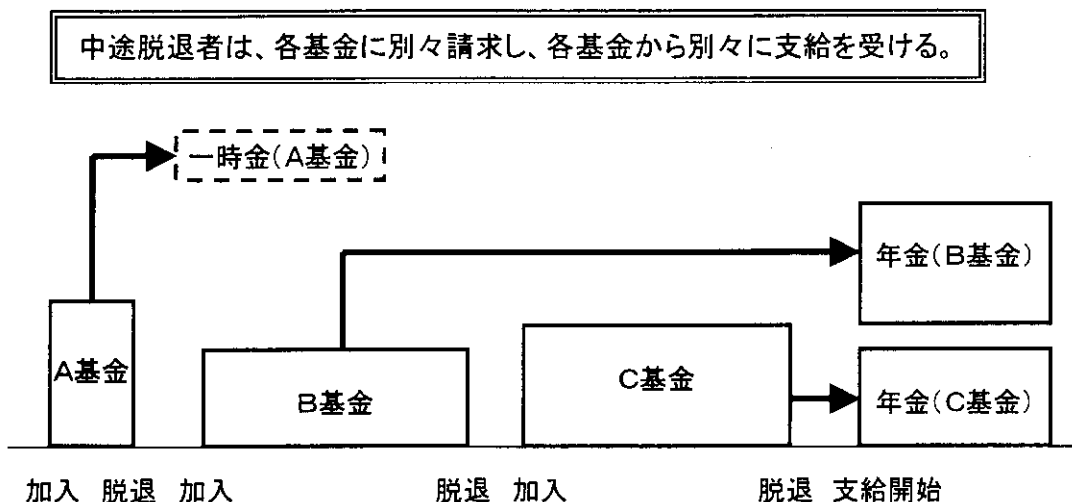 中途脱退者は、各基金に別々請求し、各基金から別々に支給を受ける。
一時金(A基金)
年金(B基金)
A基金
B基金
C基金
年金(C基金)
加入 脱退 加入 脱退 加入 脱退 支給開始